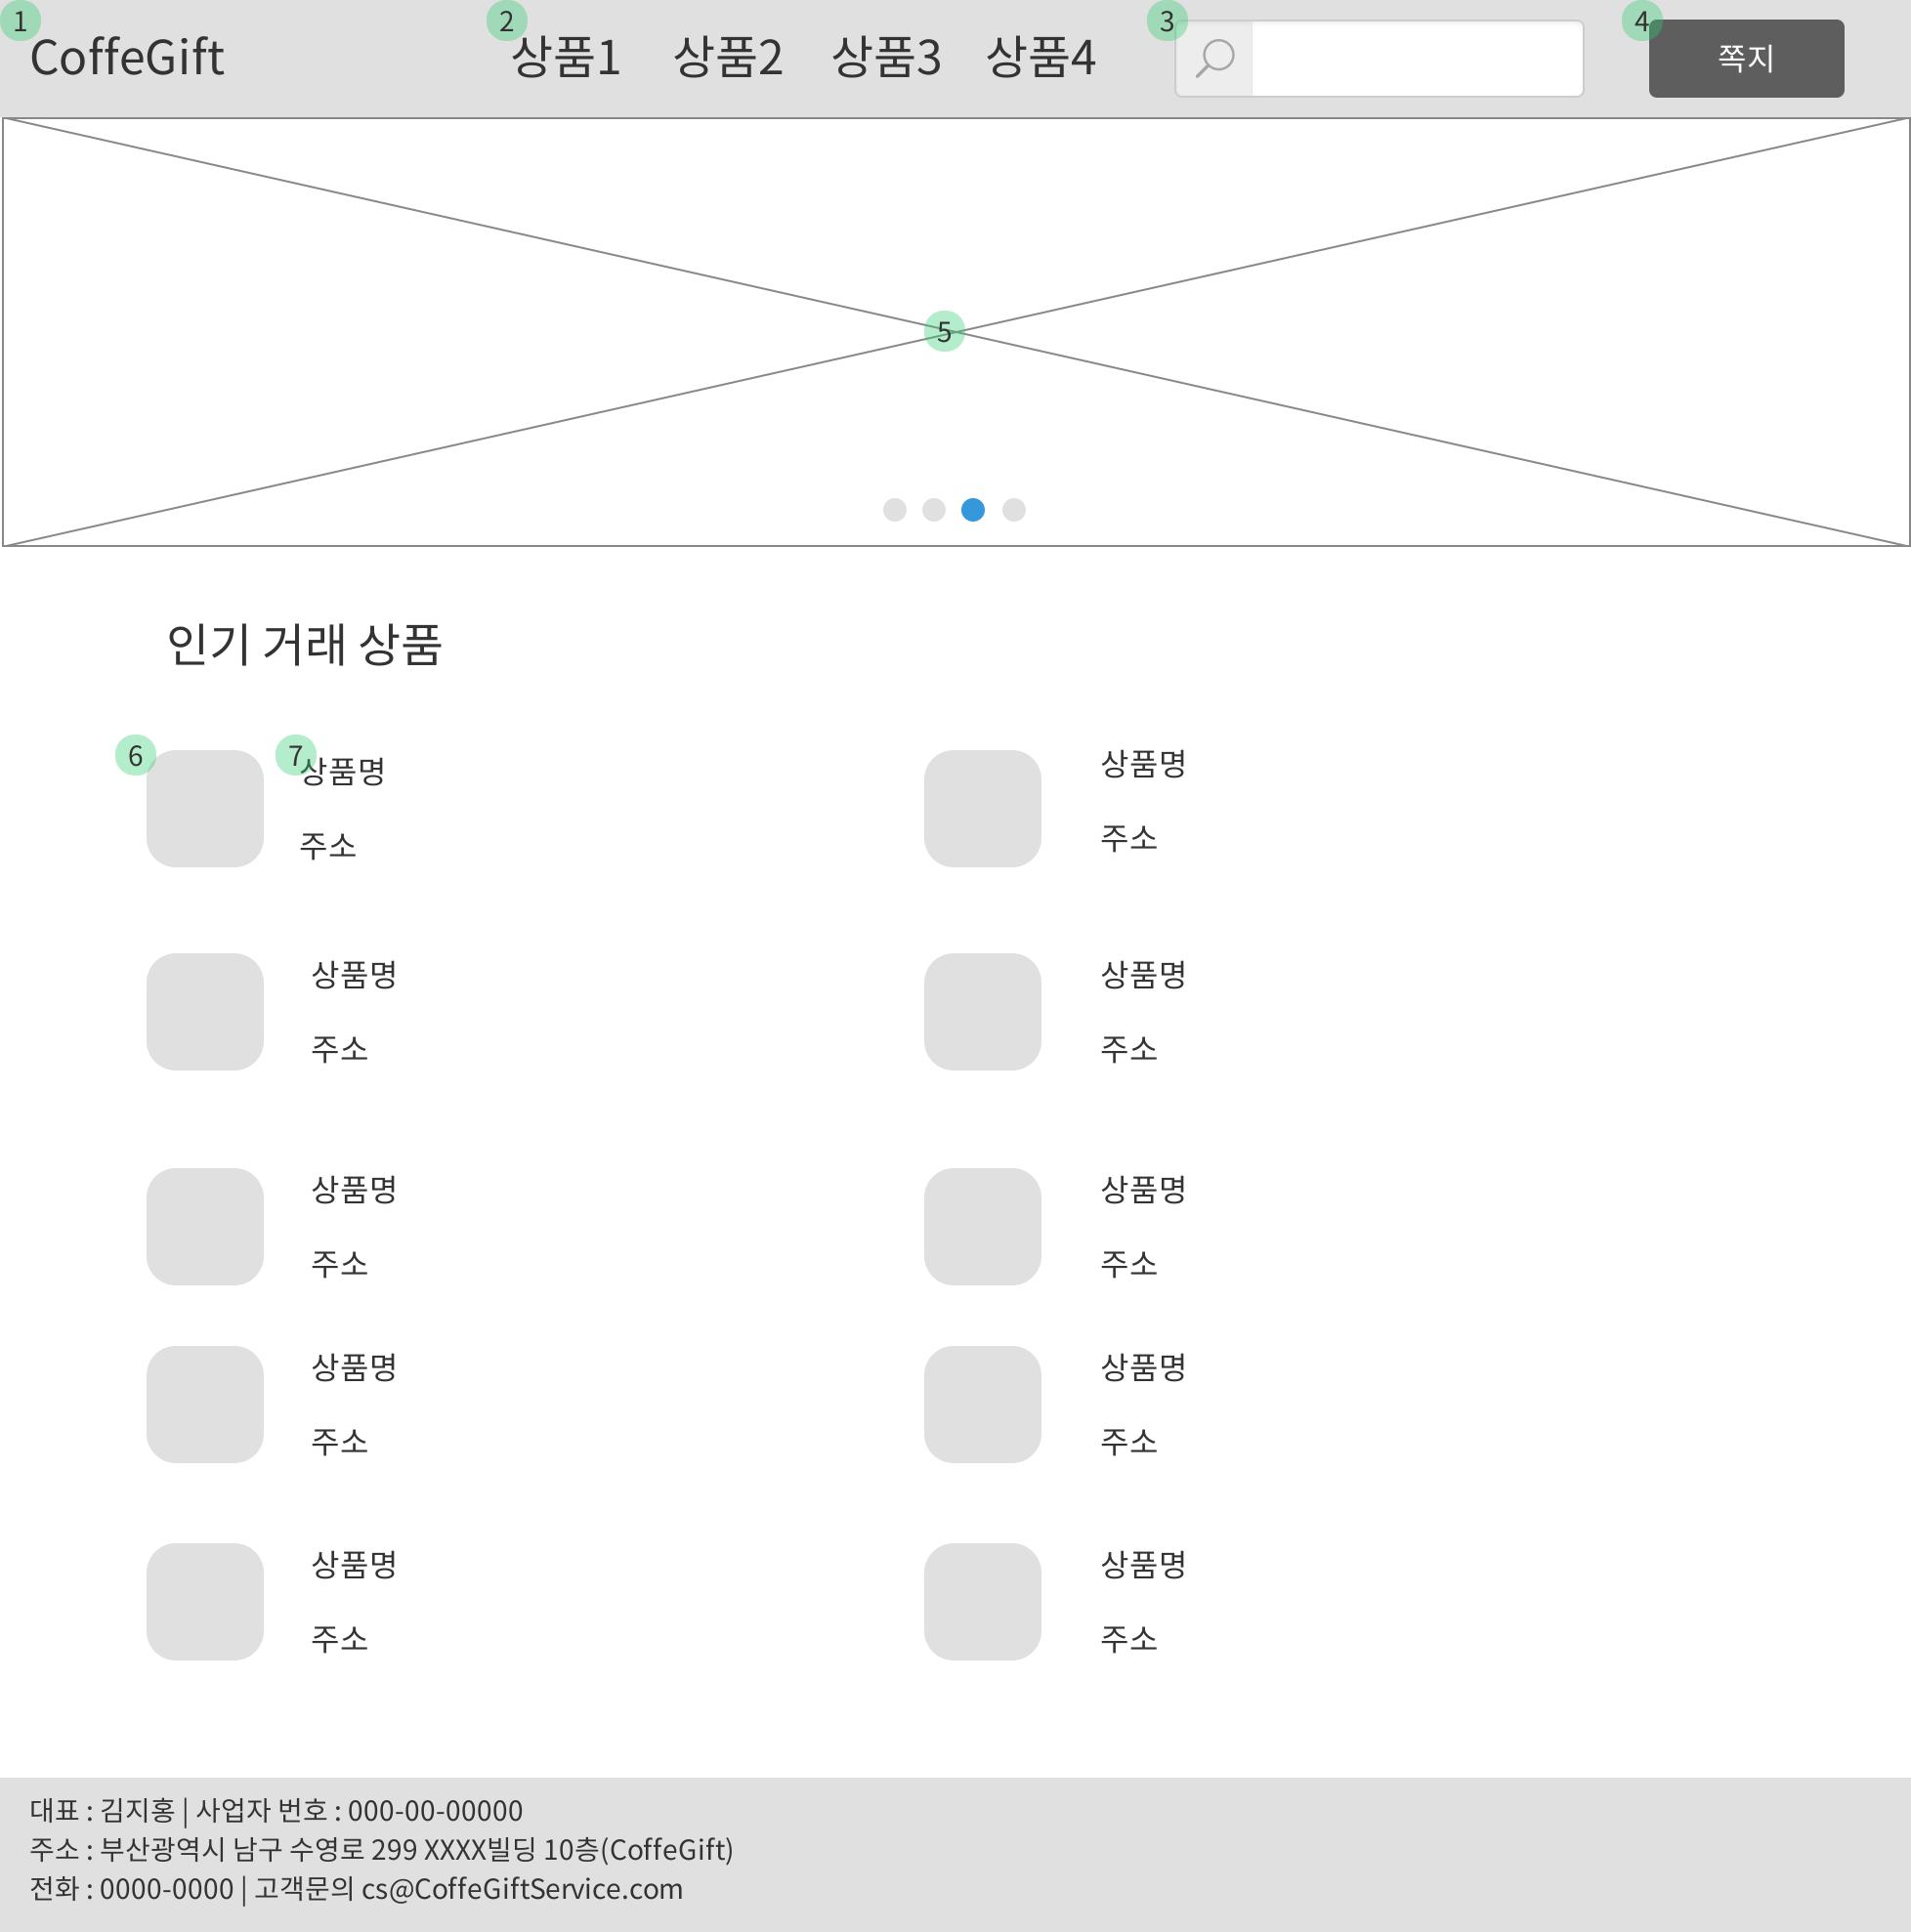 1
CoffeGift
2
상품1 상품2 상품3 상품4
3
4
쪽지
5
인기 거래 상품
6
7
상품명
주소
상품명
주소
상품명
주소
상품명
주소
상품명
주소
상품명
주소
상품명
주소
상품명
주소
상품명
주소
상품명
주소
대표 : 김지홍 | 사업자 번호 : 000-00-00000
주소 : 부산광역시 남구 수영로 299 XXXX빌딩 10층(CoffeGift)
전화 : 0000-0000 | 고객문의 cs@CoffeGiftService.com